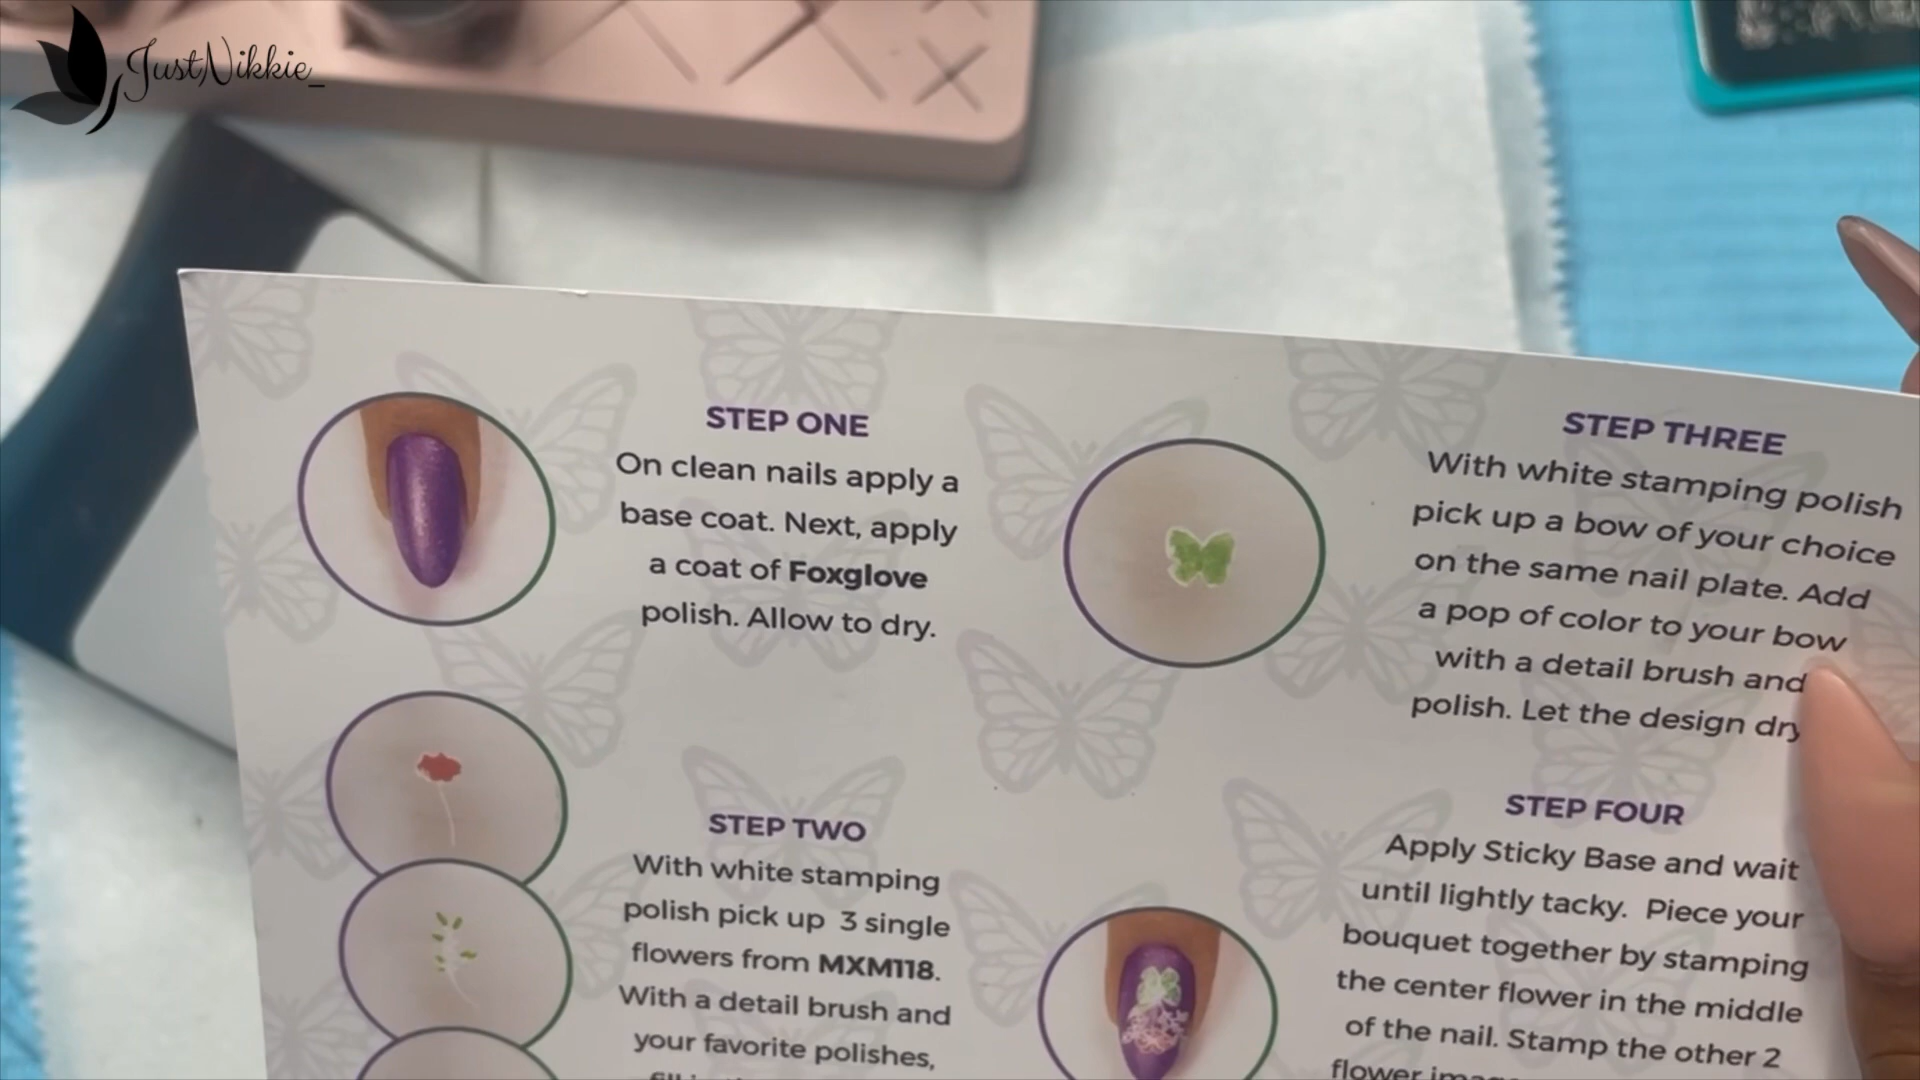 JustNikkie_
STEP ONE
On clean nails apply a
base coat. Next, apply
a coat of Foxglove
polish. Allow to dry.
STEP TWO
With white stamping
polish pick up 3 single
flowers from MXM118.
With a detail brush and
your favorite polishes,
STEP THREE
With white stamping polish
pick up a bow of your choice
on the same nail plate. Add
a pop of color to your bow
with a detail brush and
polish. Let the design dry
STEP FOUR
Apply Sticky Base and wait
until lightly tacky. Piece your
bouquet together by stamping
the center flower in the middle
of the nail. Stamp the other 2
flower